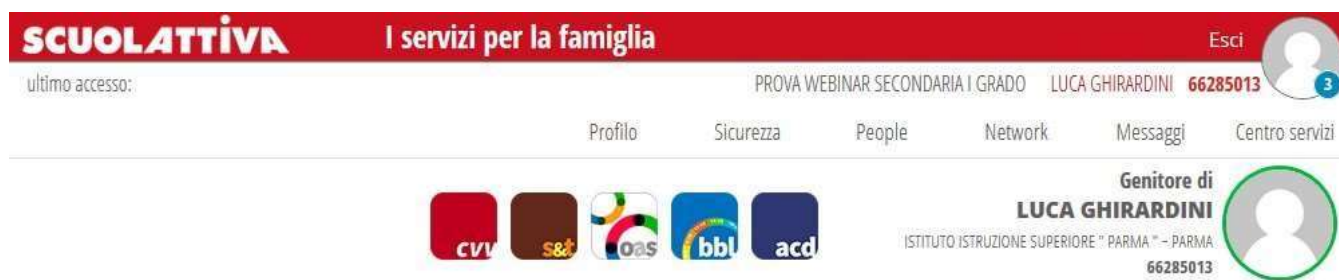 SCUOLATTIVA I servizi per la famiglia Esci
ultimo accesso: PROVA WEBINAR SECONDARIA I GRADO LUCA GHIRARDINI 66285013 3
Profilo Sicurezza People Network Messaggi Centro servizi
Genitore di
LUCA GHIRARDINI
cvv s&t oas bbl acd ISTITUTO ISTRUZIONE SUPERIORE " PARMA " - PARMA
66285013